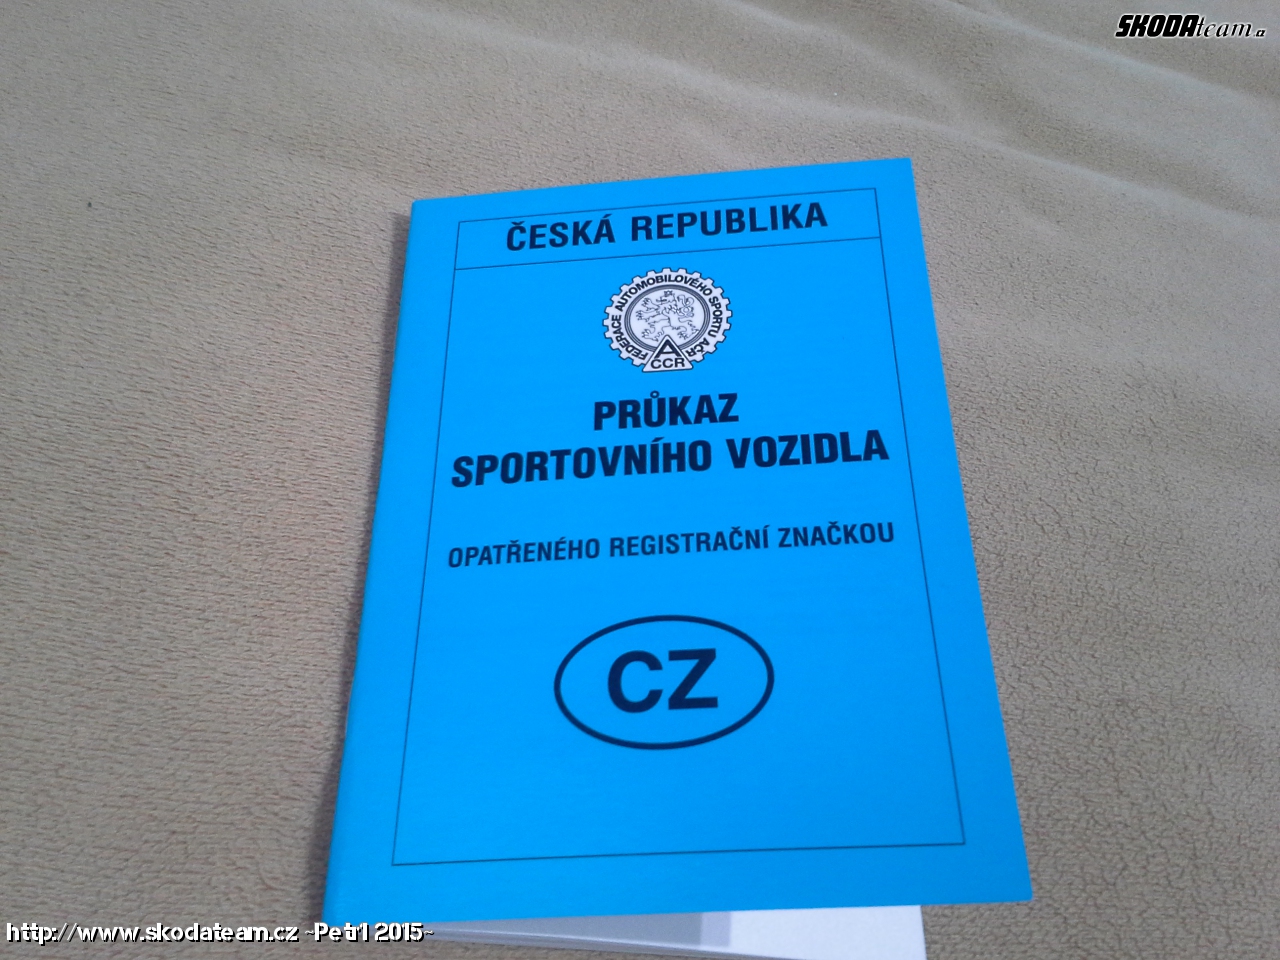 SKODAteam.cz
ČESKÁ REPUBLIKA
FEDERACE AUTOMOBILOVÉHO SPORTU AČR
A
CCR
PRŮKAZ
SPORTOVNÍHO VOZIDLA
OPATŘENÉHO REGISTRAČNÍ ZNAČKOU
CZ
http://www.skodateam.cz ~Petr1 2015~